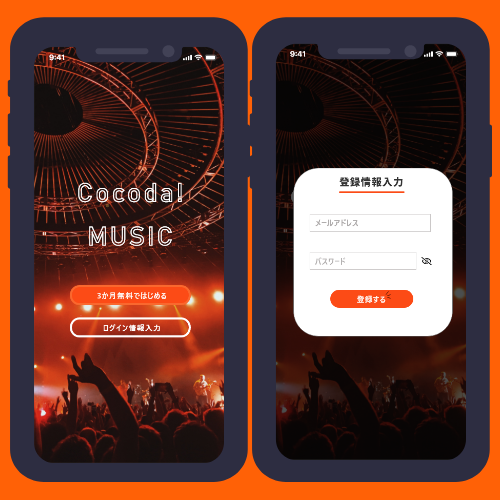 9:41
Cocoda!
MUSIC
3か月無料ではじめる
ログイン情報入力
9:41
登録情報入力
メールアドレス
パスワード
登録する